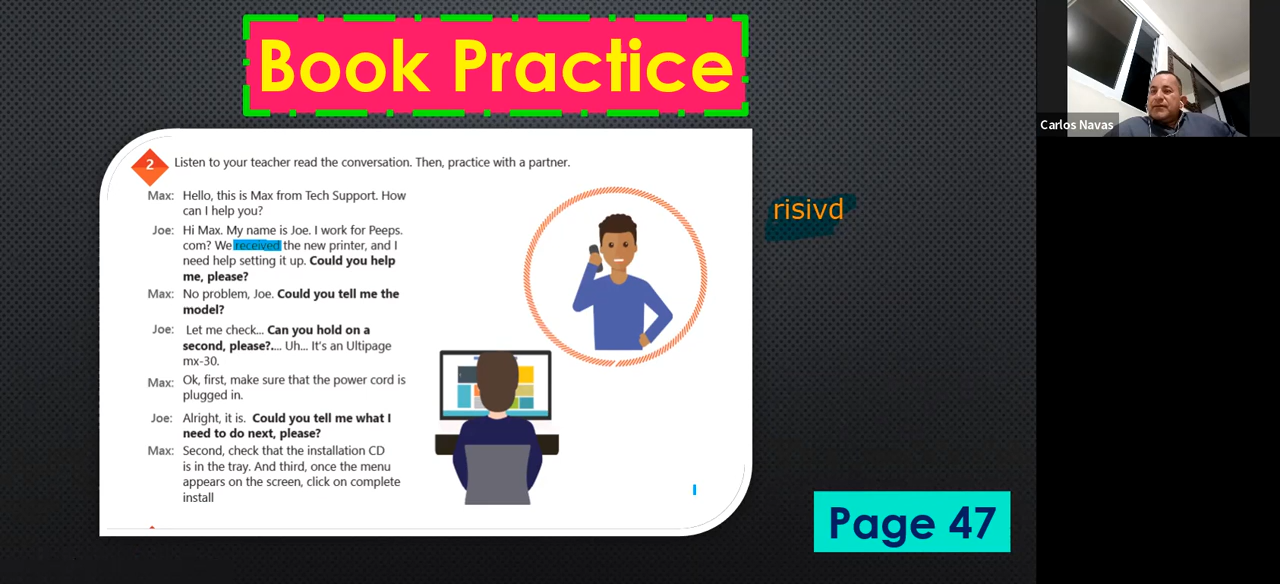 Book Practice
Carlos Navas
2 Listen to your teacher read the conversation. Then, practice with a partner.
Max: Hello, this is Max from Tech Support. How
can I help you?
risivd
Joe: Hi Max. My name is Joe. I work for Peeps.
com? We received the new printer, and I
need help setting it up. Could you help
me, please?
Max: No problem, Joe. Could you tell me the
model?
Joe: Let me check... Can you hold on a
second, please?.... Uh... It's an Ultipage
mx-30.
Max: Ok, first, make sure that the power cord is
plugged in.
Joe: Alright, it is. Could you tell me what I
need to do next, please?
Max: Second, check that the installation CD
is in the tray. And third, once the menu
appears on the screen, click on complete
install
Page 47